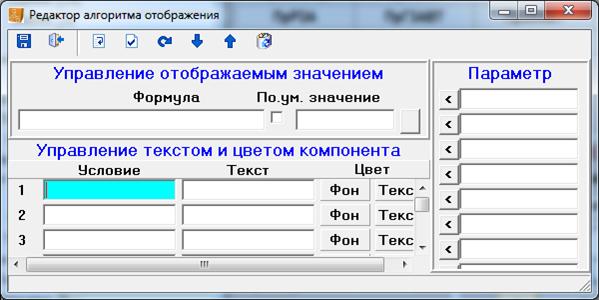 Редактор алгоритма отображения
Управление отображаемым значением
Формула По.ум. значение
Управление текстом и цветом компонента
Условие Текст Цвет
1 Фон Текс
2 Фон Текс
3 Фон Текс
Параметр
<
<
<
<
<
<
<